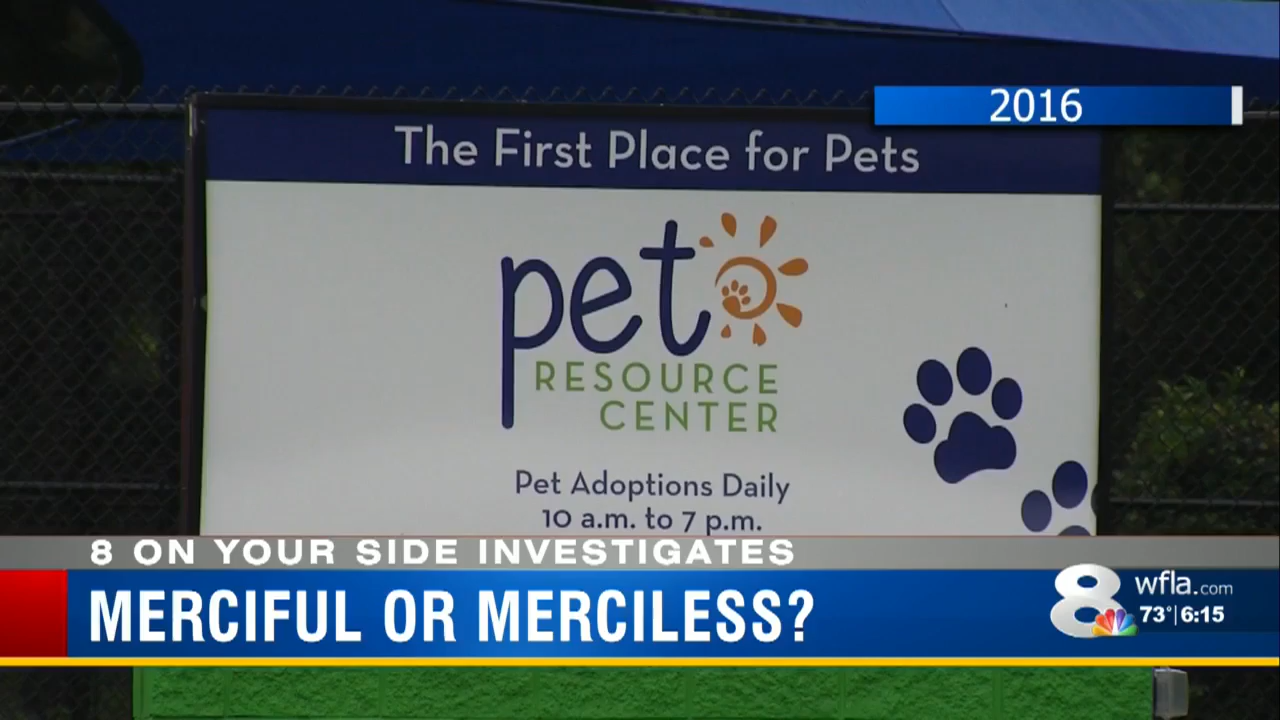 2016
The First Place for Pets
pet
RESOURCE
CENTER
Pet Adoptions Daily
10 a.m. to 7 p.m.
8 ON YOUR SIDE INVESTIGATES
MERCIFUL OR MERCILESS?
8 wfla.com
73° 6:15